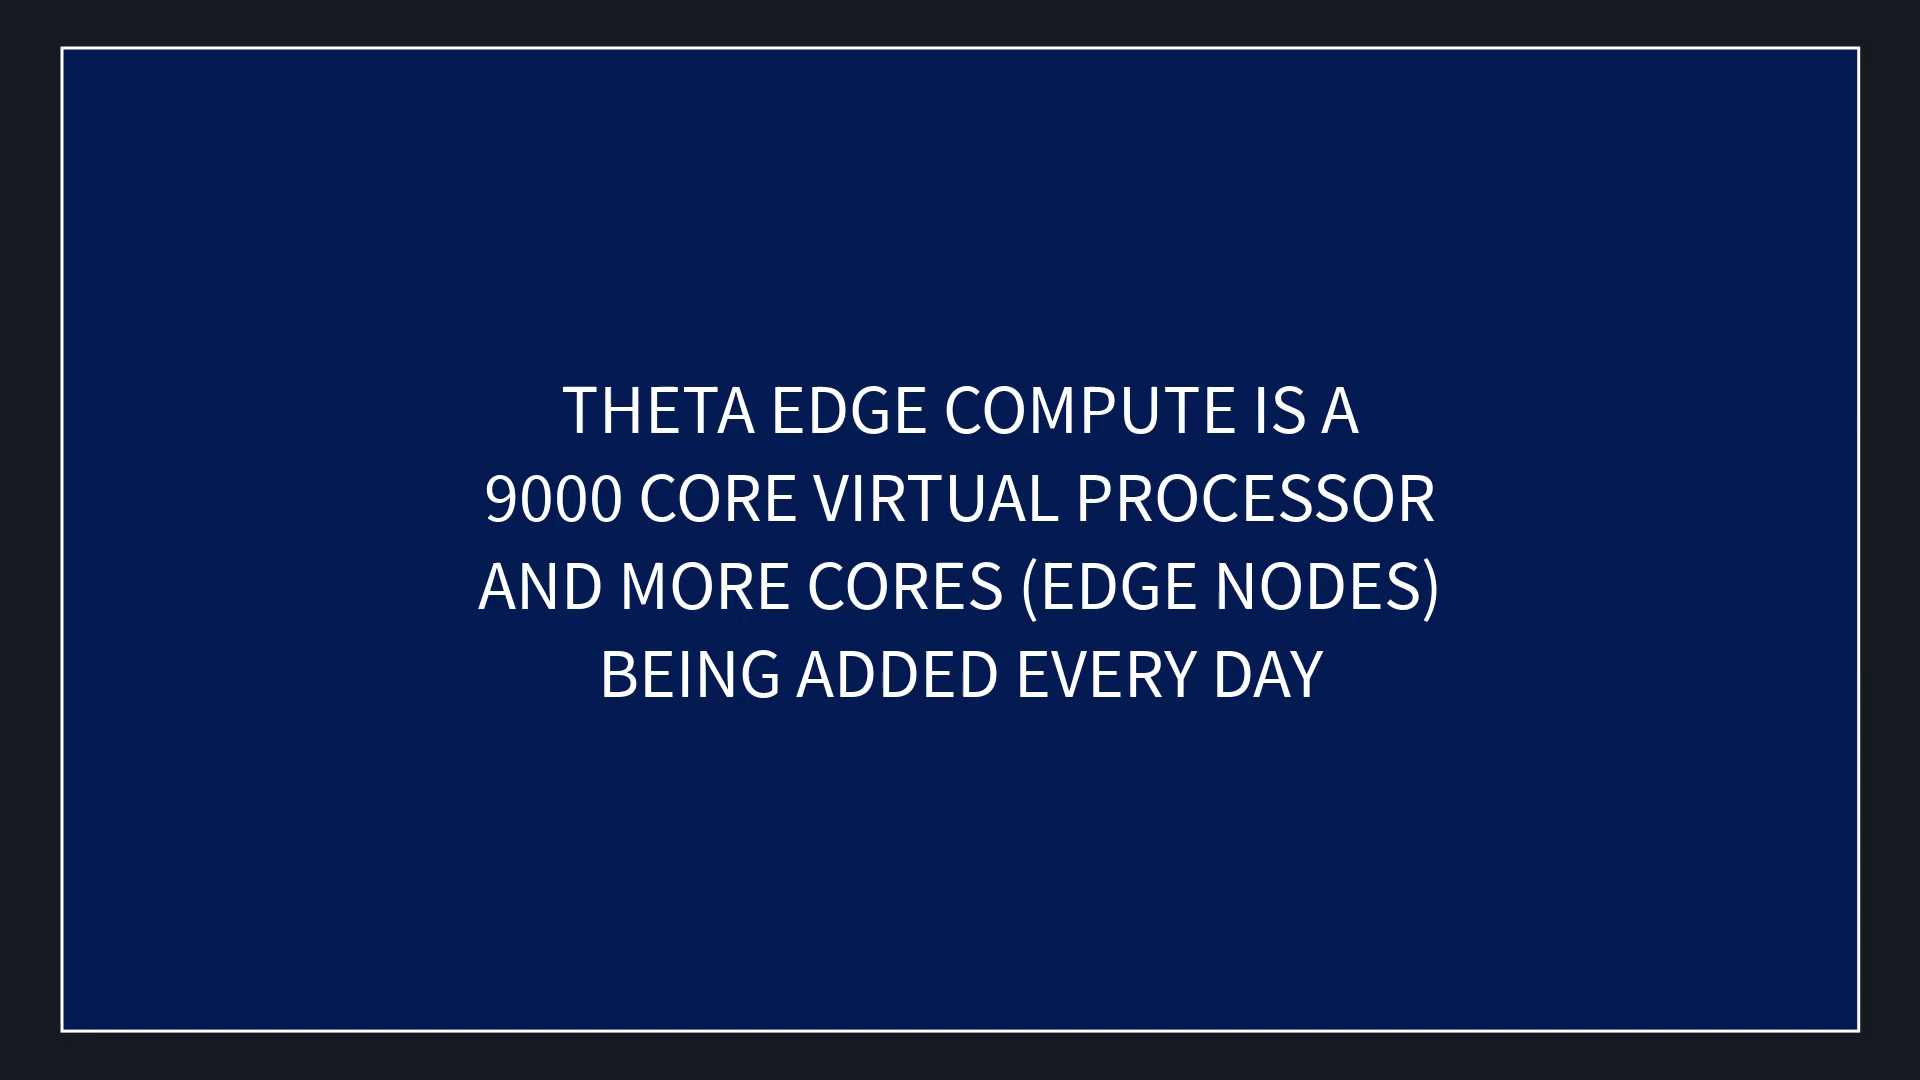 THETA EDGE COMPUTE IS A
9000 CORE VIRTUAL PROCESSOR
AND MORE CORES (EDGE NODES)
BEING ADDED EVERY DAY